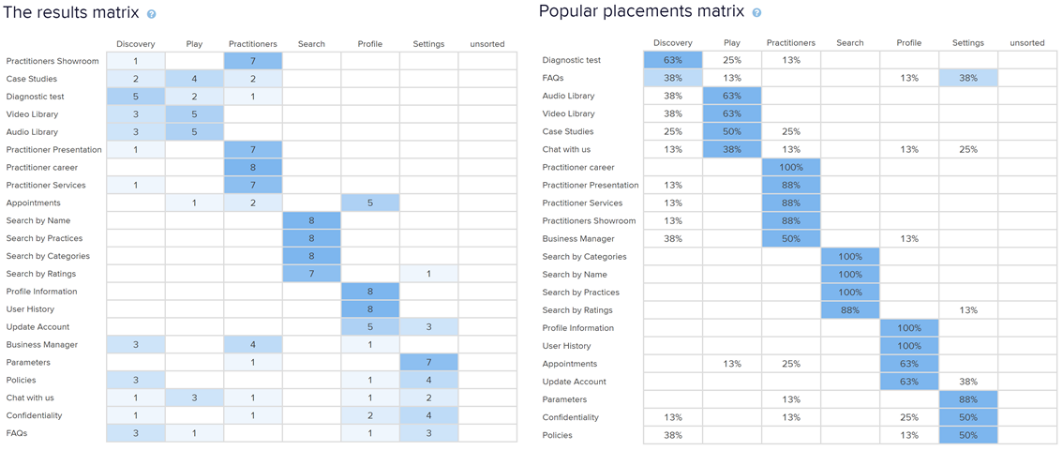 The results matrix ?
Discovery Play Practitioners Search Profile Settings unsorted
Practitioners Showroom 1 7
Case Studies 2 4 2
Diagnostic test 5 2 1
Video Library 3 5
Audio Library 3 5
Practitioner Presentation 1 7
Practitioner career 8
Practitioner Services 1 7
Appointments 1 2 5
Search by Name 8
Search by Practices 8
Search by Categories 8
Search by Ratings 7 1
Profile Information 8
User History 8
Update Account 5 3
Business Manager 3 4 1
Parameters 1 7
Policies 3 1 4
Chat with us 1 3 1 1 2
Confidentiality 1 1 2 4
FAQs 3 1 1 3
Popular placements matrix ?
Discovery Play Practitioners Search Profile Settings unsorted
Diagnostic test 63% 25% 13%
FAQs 38% 13% 13% 38%
Audio Library 38% 63%
Video Library 38% 63%
Case Studies 25% 50% 25%
Chat with us 13% 38% 13% 13% 25%
Practitioner career 100%
Practitioner Presentation 13% 88%
Practitioner Services 13% 88%
Practitioners Showroom 13% 88%
Business Manager 38% 50% 13%
Search by Categories 100%
Search by Name 100%
Search by Practices 100%
Search by Ratings 88% 13%
Profile Information 100%
User History 100%
Appointments 13% 25% 63%
Update Account 63% 38%
Parameters 13% 88%
Confidentiality 13% 13% 25% 50%
Policies 38% 13% 50%